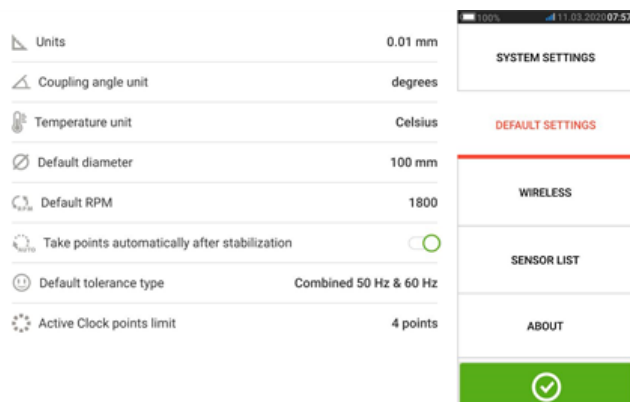 Units 0.01 mm
Coupling angle unit degrees
Temperature unit Celsius
Default diameter 100 mm
Default RPM 1800
Take points automatically after stabilization
Default tolerance type Combined 50 Hz & 60 Hz
Active Clock points limit 4 points
100% 11.03.2020 07:57
SYSTEM SETTINGS
DEFAULT SETTINGS
WIRELESS
SENSOR LIST
ABOUT